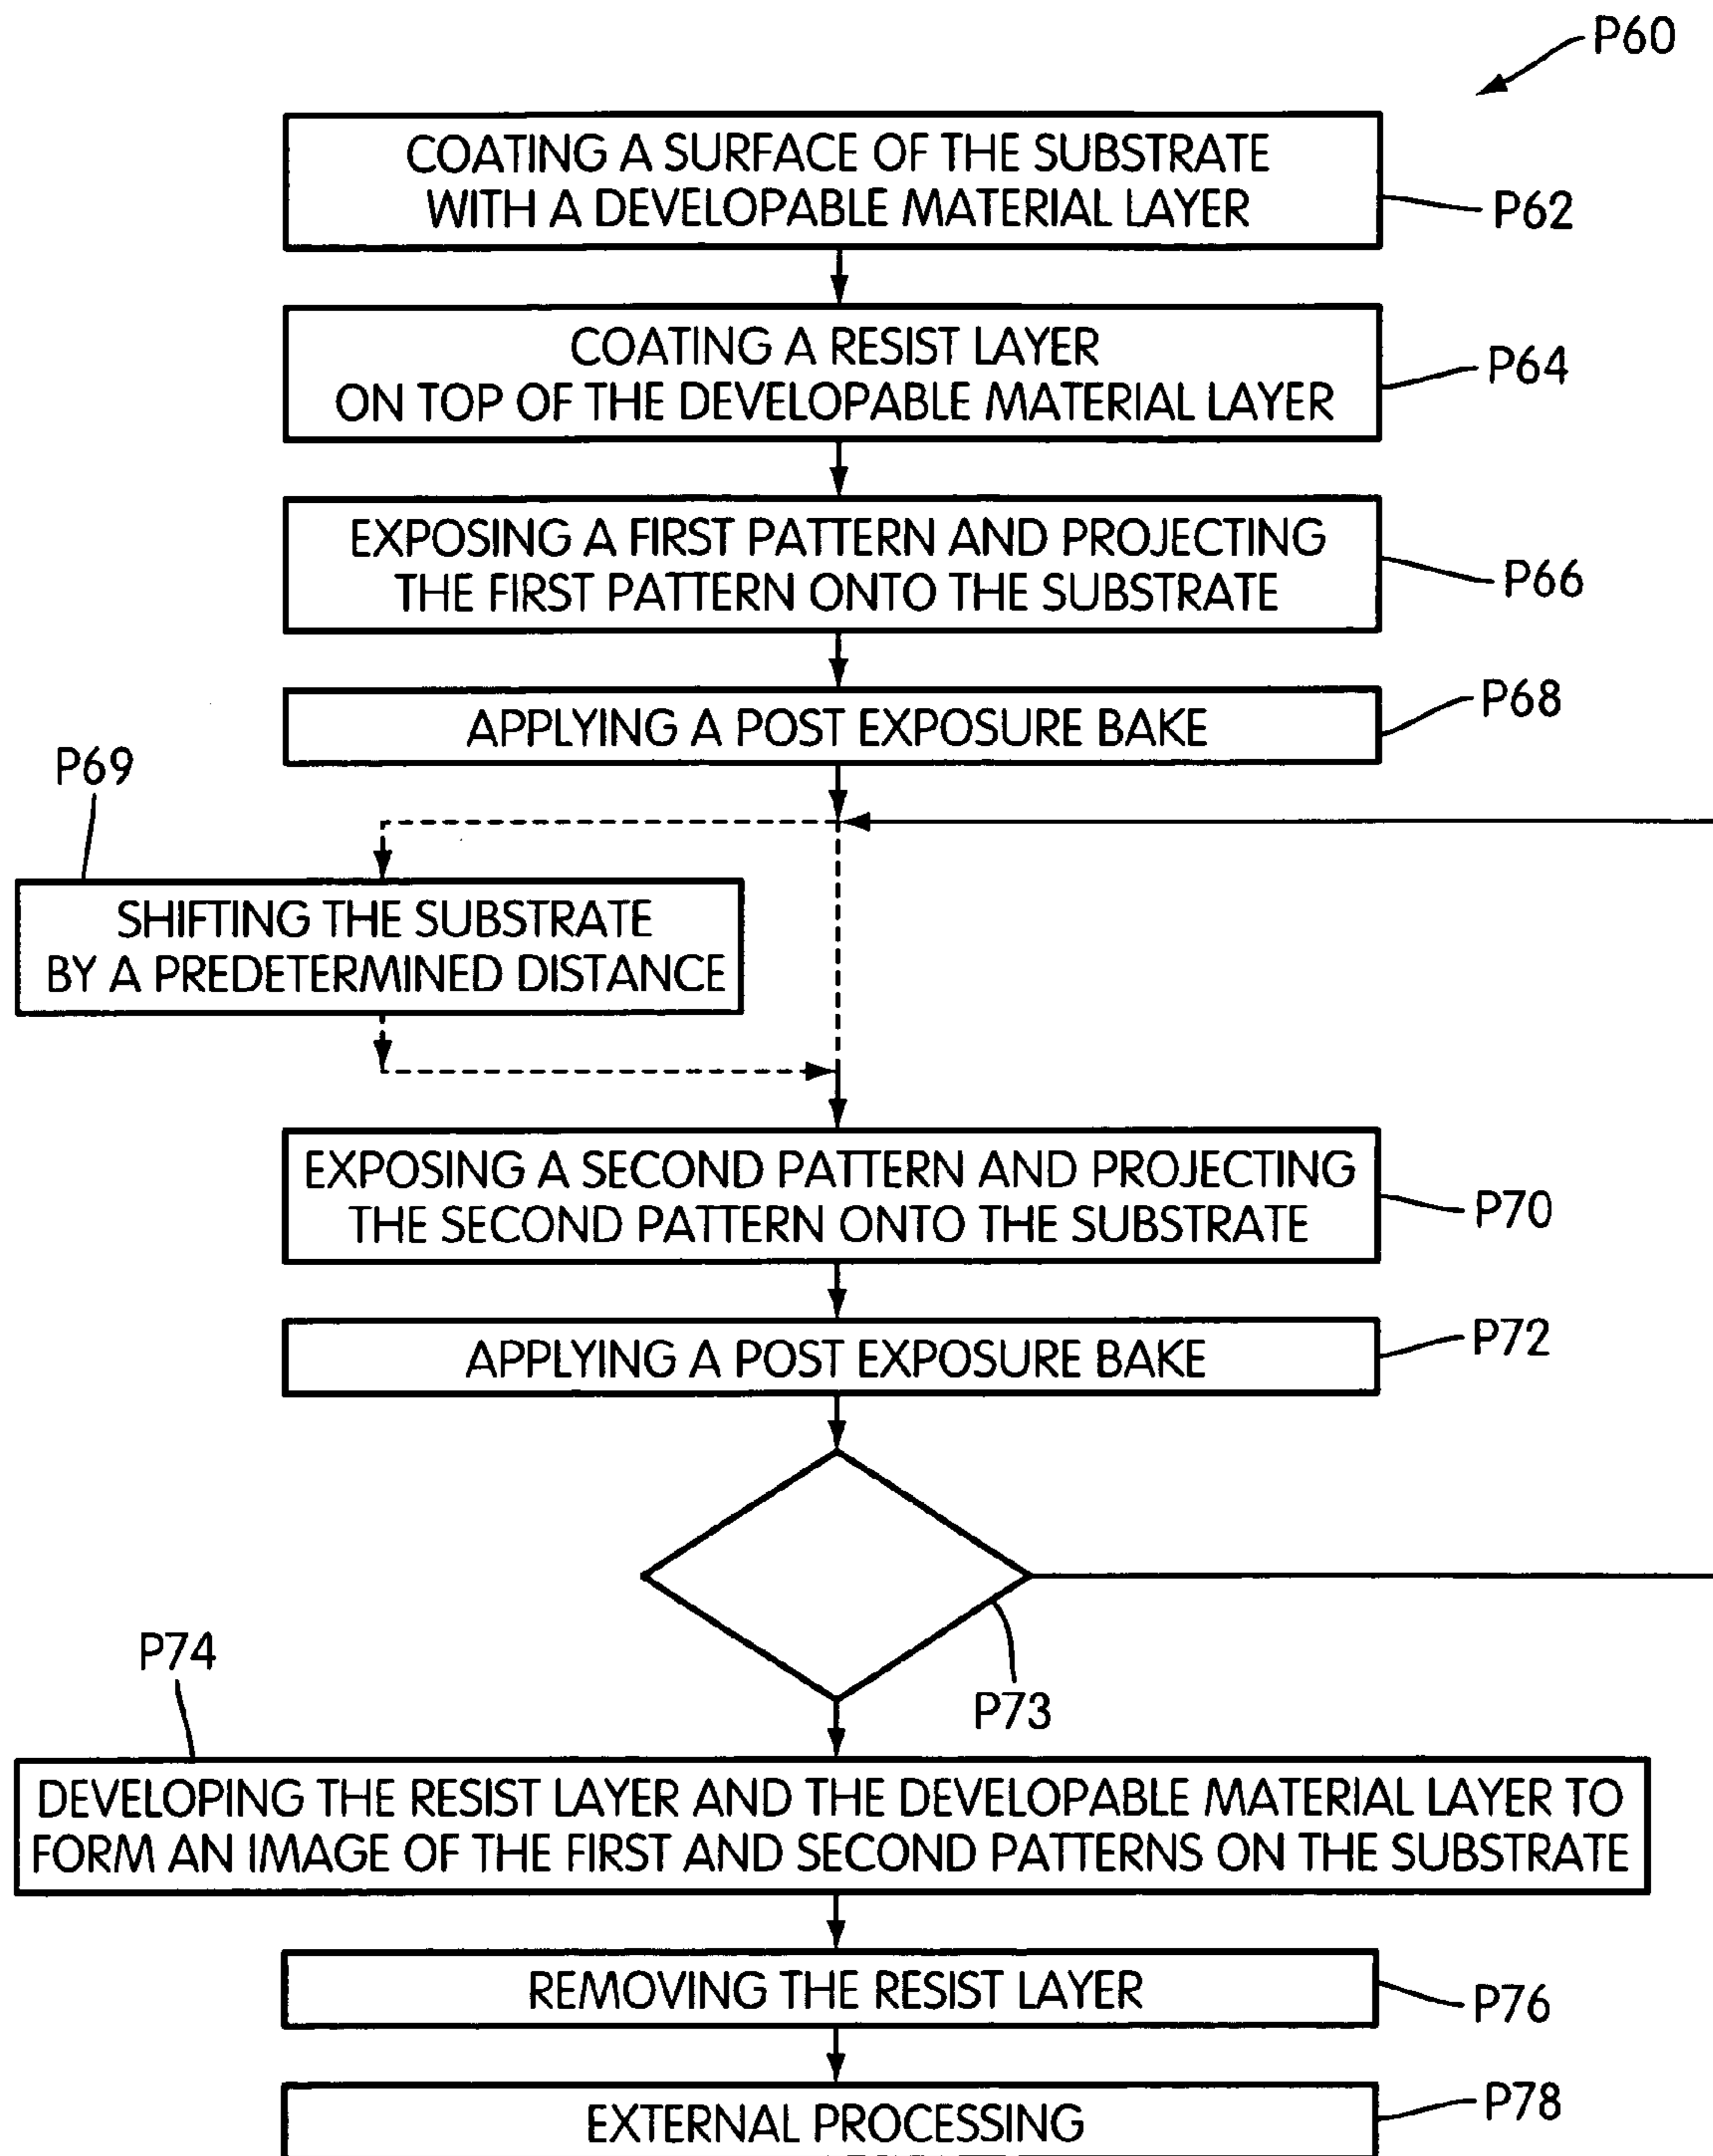 P60
COATING A SURFACE OF THE SUBSTRATE
WITH A DEVELOPABLE MATERIAL LAYER
P62
COATING A RESIST LAYER
ON TOP OF THE DEVELOPABLE MATERIAL LAYER
P64
EXPOSING A FIRST PATTERN AND PROJECTING
THE FIRST PATTERN ONTO THE SUBSTRATE
P66
APPLYING A POST EXPOSURE BAKE
P68
P69
SHIFTING THE SUBSTRATE
BY A PREDETERMINED DISTANCE
EXPOSING A SECOND PATTERN AND PROJECTING
THE SECOND PATTERN ONTO THE SUBSTRATE
P70
APPLYING A POST EXPOSURE BAKE
P72
P73
P74
DEVELOPING THE RESIST LAYER AND THE DEVELOPABLE MATERIAL LAYER TO
FORM AN IMAGE OF THE FIRST AND SECOND PATTERNS ON THE SUBSTRATE
REMOVING THE RESIST LAYER
P76
EXTERNAL PROCESSING
P78